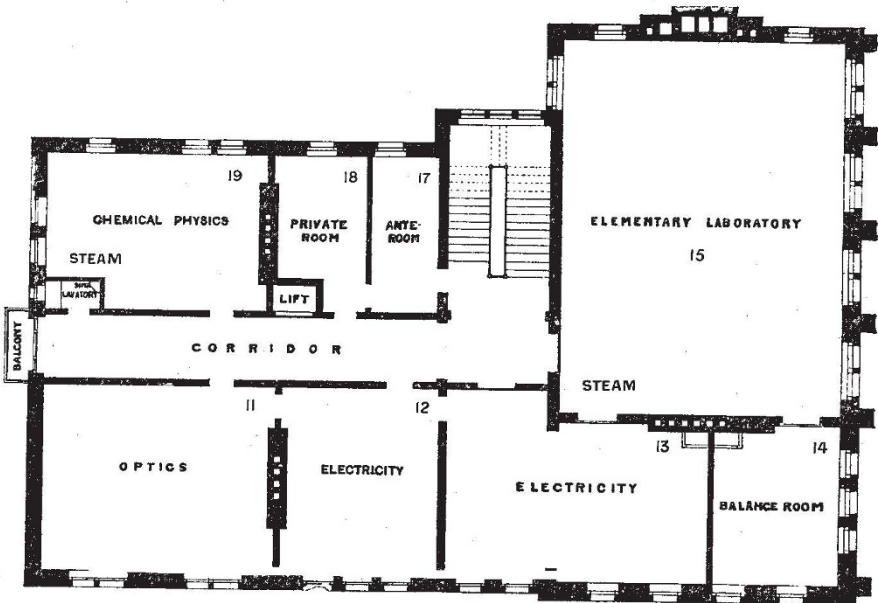 19
CHEMICAL PHYSICS
STEAM
LAVATORY
18
PRIVATE
ROOM
LIFT
17
ANTE-
ROOM
ELEMENTARY LABORATORY
15
STEAM
BALCONY
CORRIDOR
11
OPTICS
12
ELECTRICITY
13
ELECTRICITY
14
BALANCE ROOM